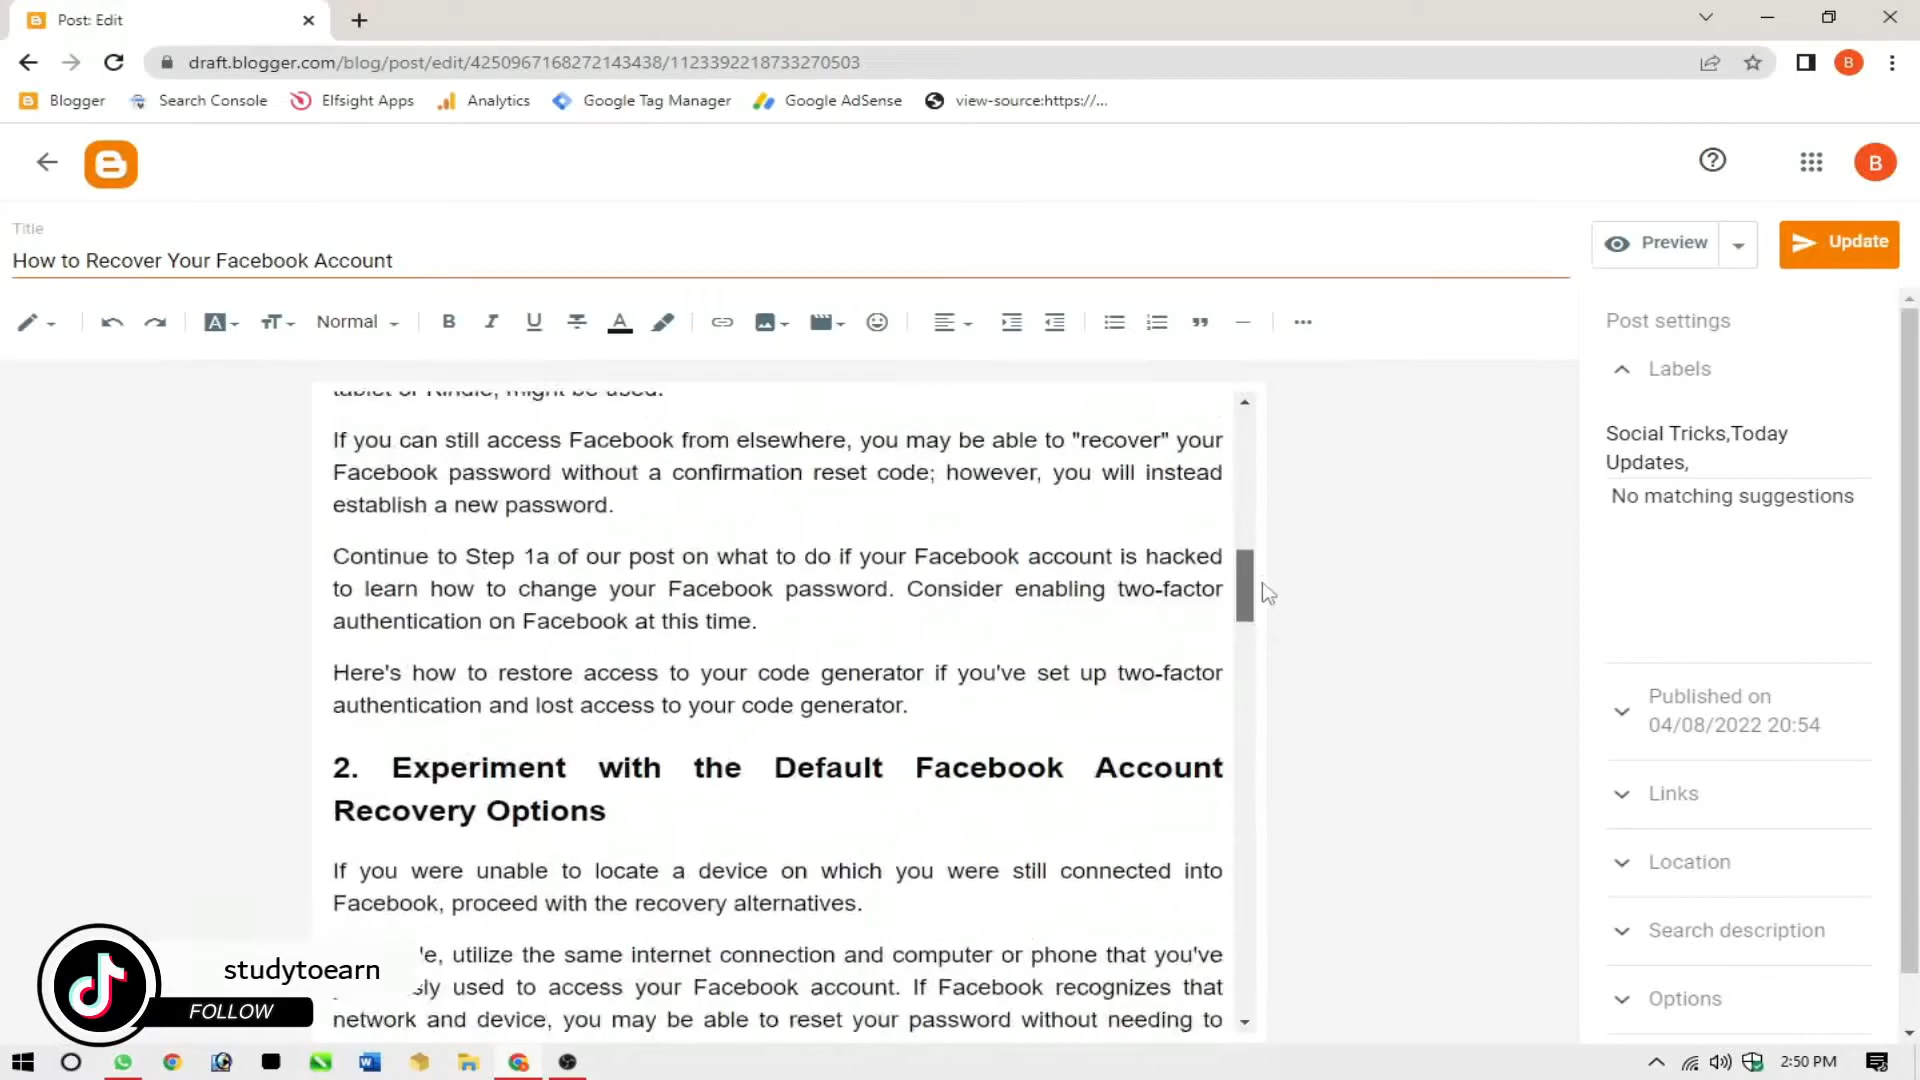 Post: Edit
draft.blogger.com/blog/post/edit/4250967168272143438/1123392218733270503
B
Blogger
Search Console
Elfsight Apps
Analytics
Google Tag Manager
Google AdSense
view-source:https://...
B
Title
How to Recover Your Facebook Account
Preview
Update
Normal
Post settings
Labels
Social Tricks,Today
Updates,
No matching suggestions
Published on
04/08/2022 20:54
Links
Location
Search description
Options
tablet or Kindle, might be used.
If you can still access Facebook from elsewhere, you may be able to "recover" your
Facebook password without a confirmation reset code; however, you will instead
establish a new password.
Continue to Step 1a of our post on what to do if your Facebook account is hacked
to learn how to change your Facebook password. Consider enabling two-factor
authentication on Facebook at this time.
Here's how to restore access to your code generator if you've set up two-factor
authentication and lost access to your code generator.
2. Experiment with the Default Facebook Account
Recovery Options
If you were unable to locate a device on which you were still connected into
Facebook, proceed with the recovery alternatives.
utilize the same internet connection and computer or phone that you've
used to access your Facebook account. If Facebook recognizes that
network and device, you may be able to reset your password without needing to
studytoearn
FOLLOW
2:50 PM